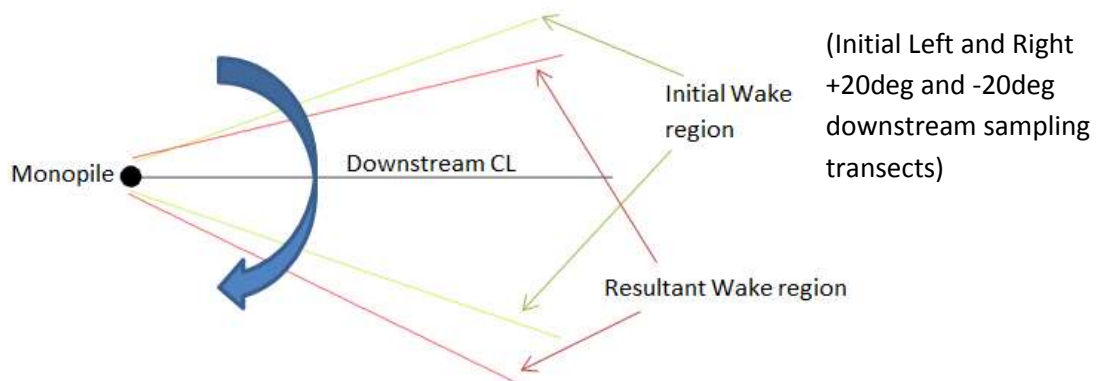 (Initial Left and Right
+20deg and -20deg
downstream sampling
transects)
Initial Wake
region
Downstream CL
Monopile
Resultant Wake region